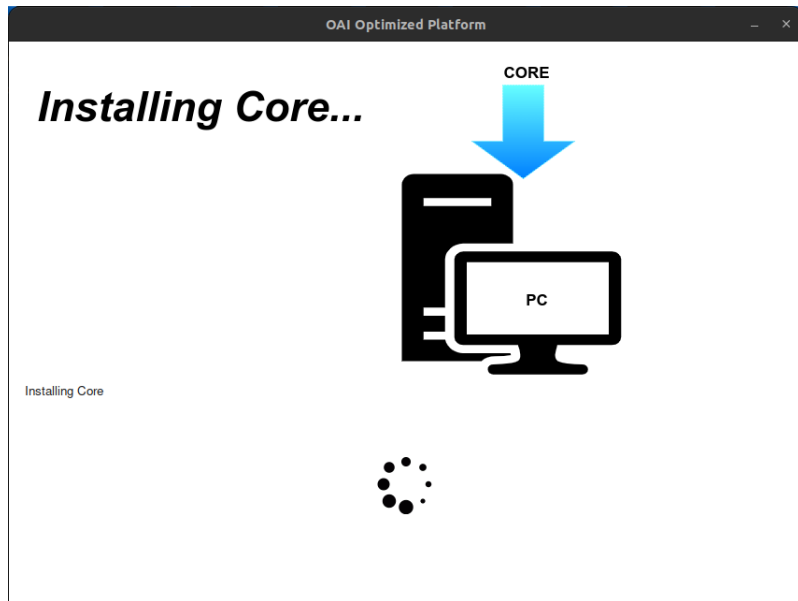 OAI Optimized Platform
CORE
Installing Core...
PC
Installing Core